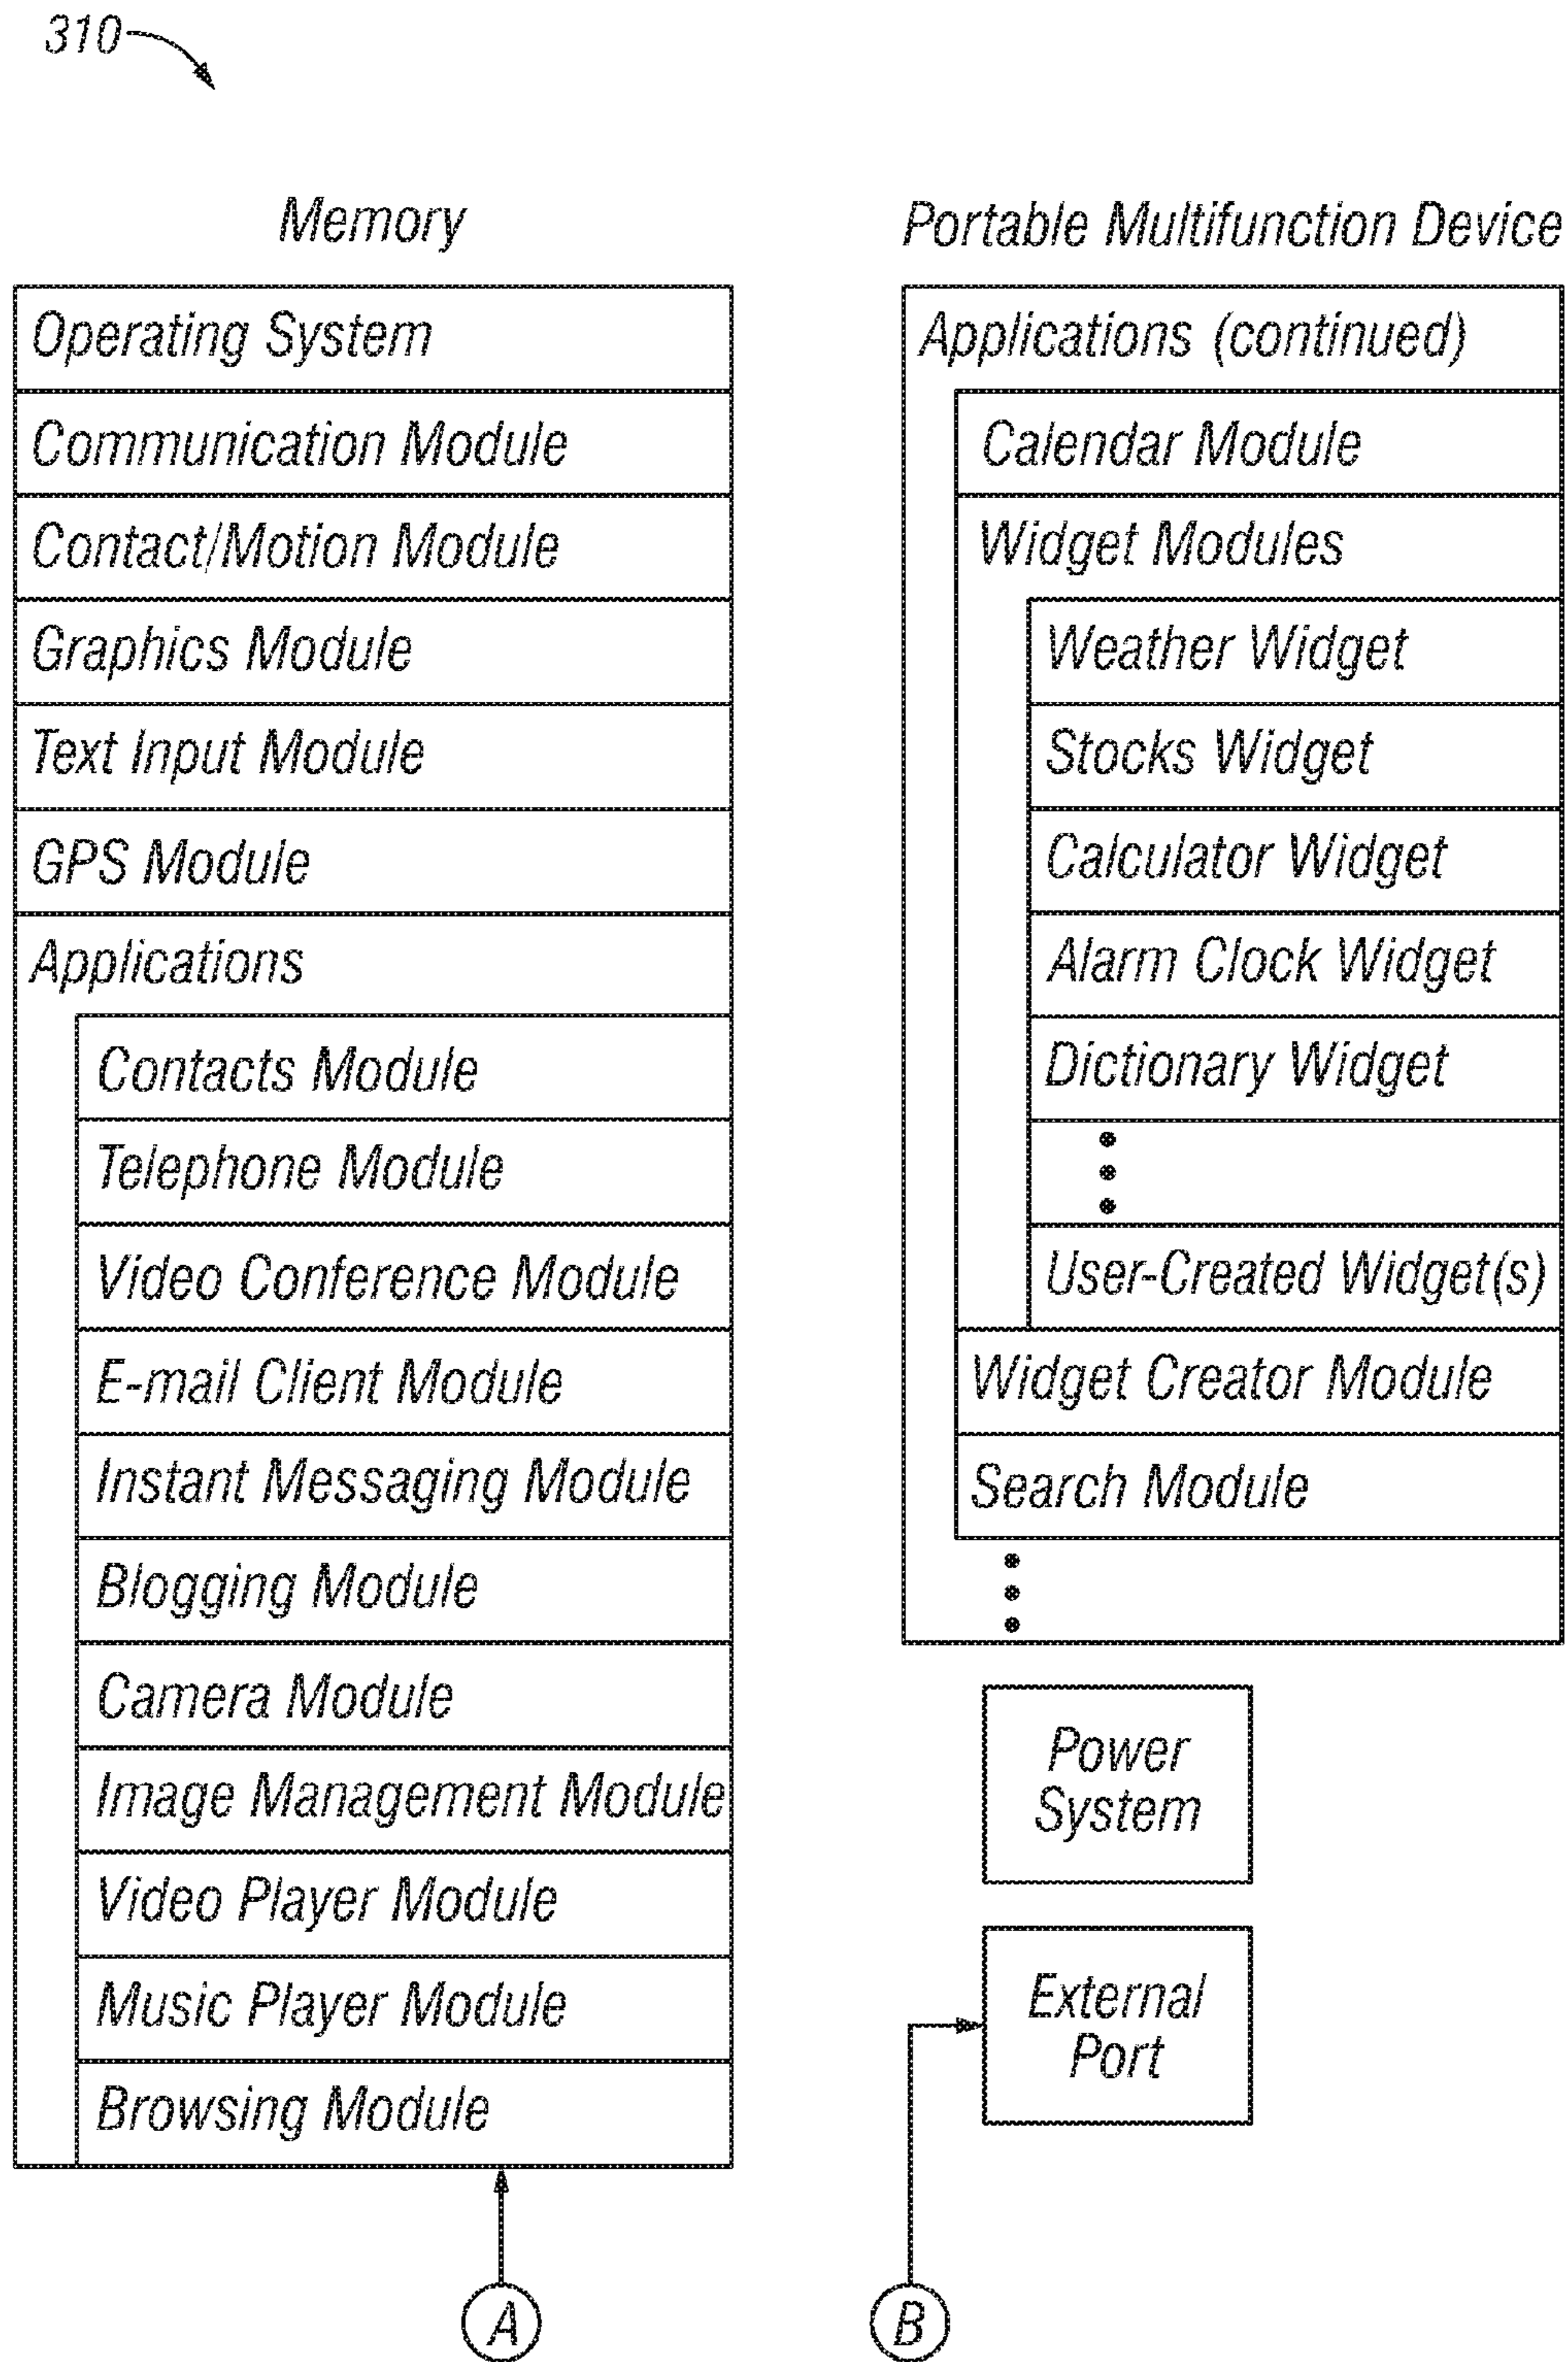 310
Memory
Operating System
Communication Module
Contact/Motion Module
Graphics Module
Text Input Module
GPS Module
Applications
Contacts Module
Telephone Module
Video Conference Module
E-mail Client Module
Instant Messaging Module
Blogging Module
Camera Module
Image Management Module
Video Player Module
Music Player Module
Browsing Module
A
Portable Multifunction Device
Applications (continued)
Calendar Module
Widget Modules
Weather Widget
Stocks Widget
Calculator Widget
Alarm Clock Widget
Dictionary Widget
User-Created Widget(s)
Widget Creator Module
Search Module
Power
System
External
Port
B